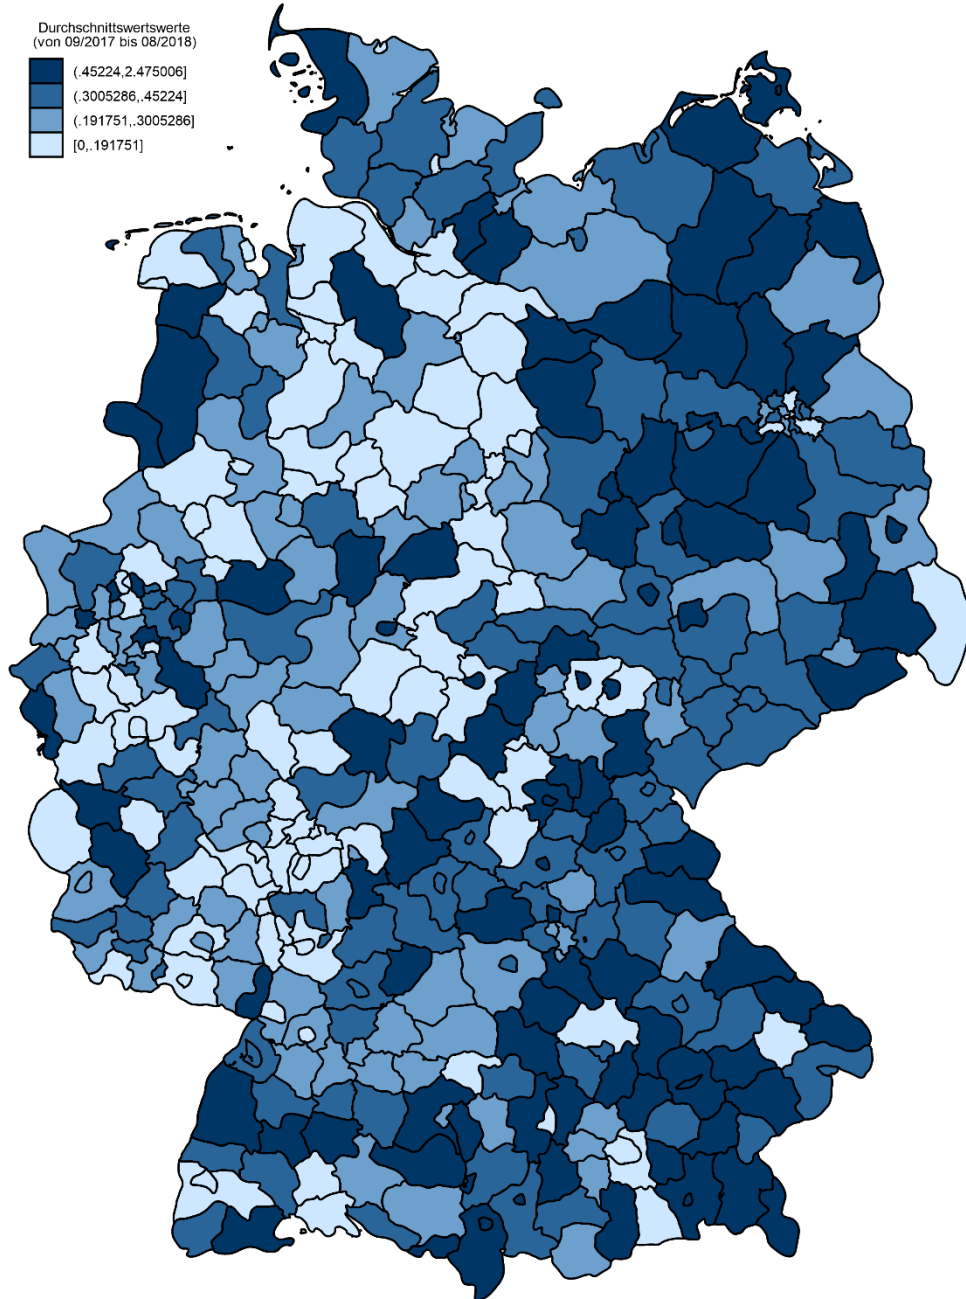 Durchschnittswertswerte
(von 09/2017 bis 08/2018)
(.45224,2.475006]
(.3005286,.45224]
(.191751,.3005286]
[0,.191751]